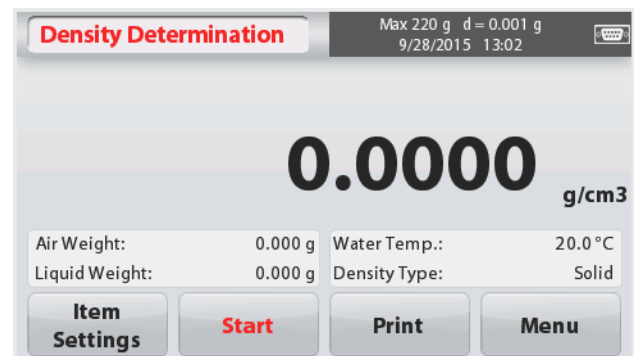 Density Determination
Max 220 g d = 0.001 g
9/28/2015 13:02
0.0000
g/cm3
Air Weight: 0.000 g Water Temp.: 20.0 °C
Liquid Weight: 0.000 g Density Type: Solid
Item
Settings
Start
Print
Menu